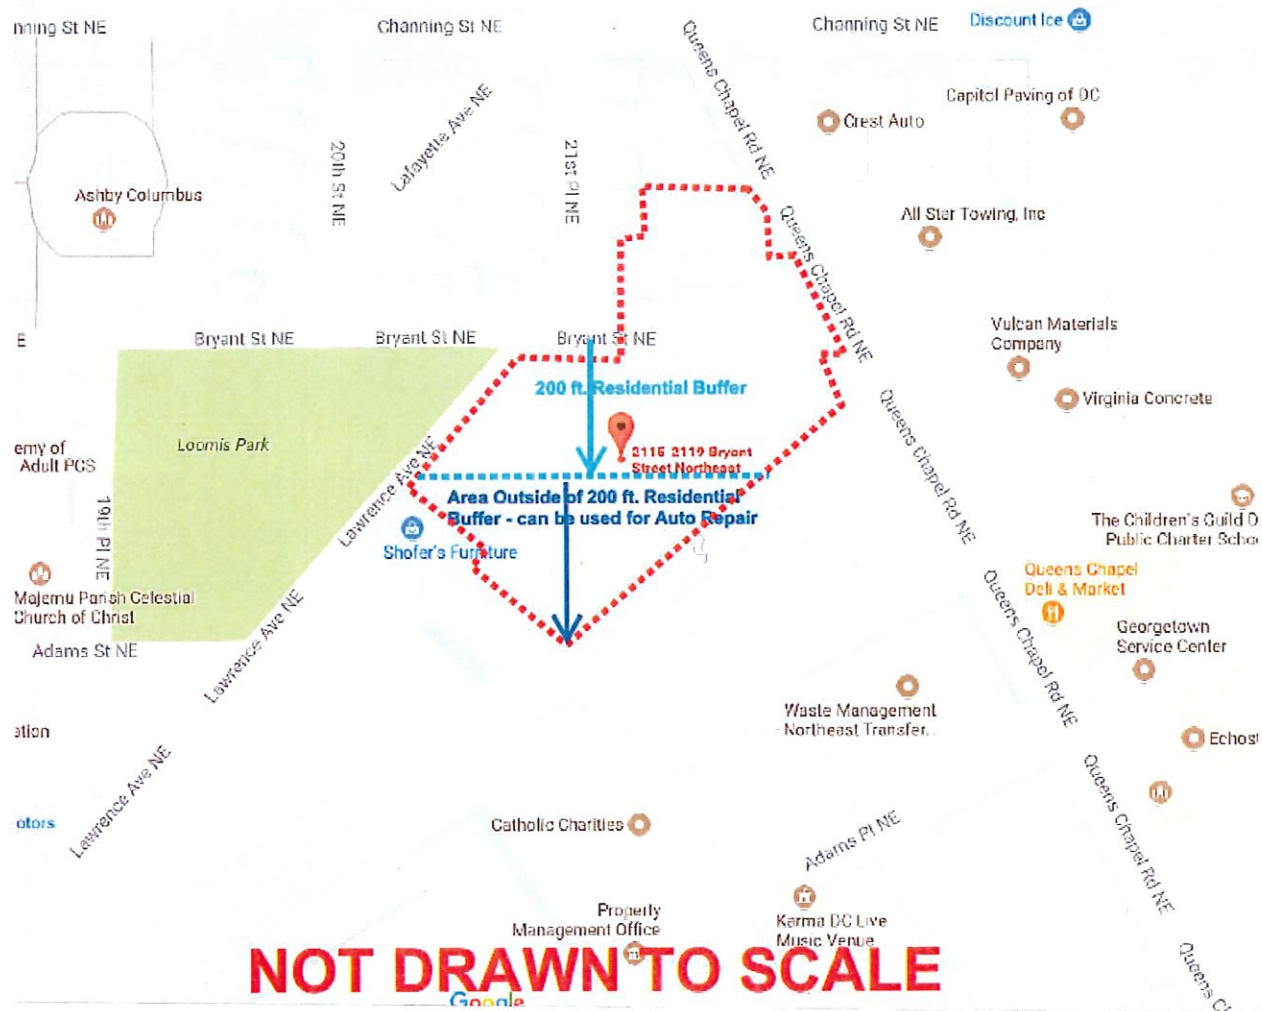 nning St NE
Channing St NE
Channing St NE
Discount Ice
Queens Chapel Rd NE
Capitol Paving of DC
Crest Auto
Lafayette Ave NE
20th St NE
21st Pl NE
Ashby Columbus
All Star Towing, Inc
Queens Chapel Rd NE
E
Bryant St NE
Bryant St NE
Bryant St NE
Vulcan Materials
Company
200 ft. Residential Buffer
Virginia Concrete
Loomis Park
emy of
Adult PCS
2115-2119 Bryant
Street Northeast
Queens Chapel Rd NE
Lawrence Ave NE
Area Outside of 200 ft. Residential
Buffer - can be used for Auto Repair
19th Pl NE
Shofer's Furniture
The Children's Guild D
Public Charter Scho
Queens Chapel
Deli & Market
Majemu Parish Celestial
Church of Christ
Queens Chapel Rd NE
Georgetown
Service Center
Adams St NE
Lawrence Ave NE
Waste Management
Northeast Transfer..
ation
Echos
Lawrence Ave NE
Queens Chapel Rd NE
otors
Catholic Charities
Adams Pl NE
Property
Management Office
Karma DC Live
Music Venue
NOT DRAWN TO SCALE
Queens C
Google